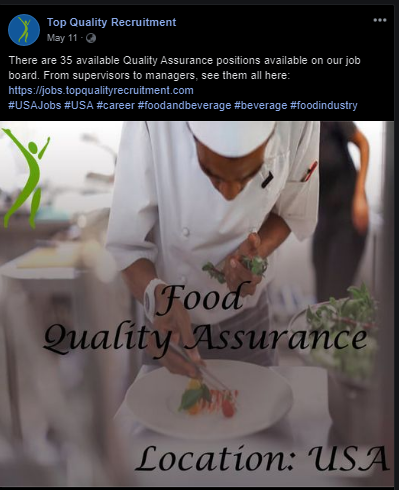 Top Quality Recruitment
May 11 ·
There are 35 available Quality Assurance positions available on our job
board. From supervisors to managers, see them all here:
https://jobs.topqualityrecruitment.com
#USAJobs #USA #career #foodandbeverage #beverage #foodindustry
Food
Quality Assurance
Location: USA